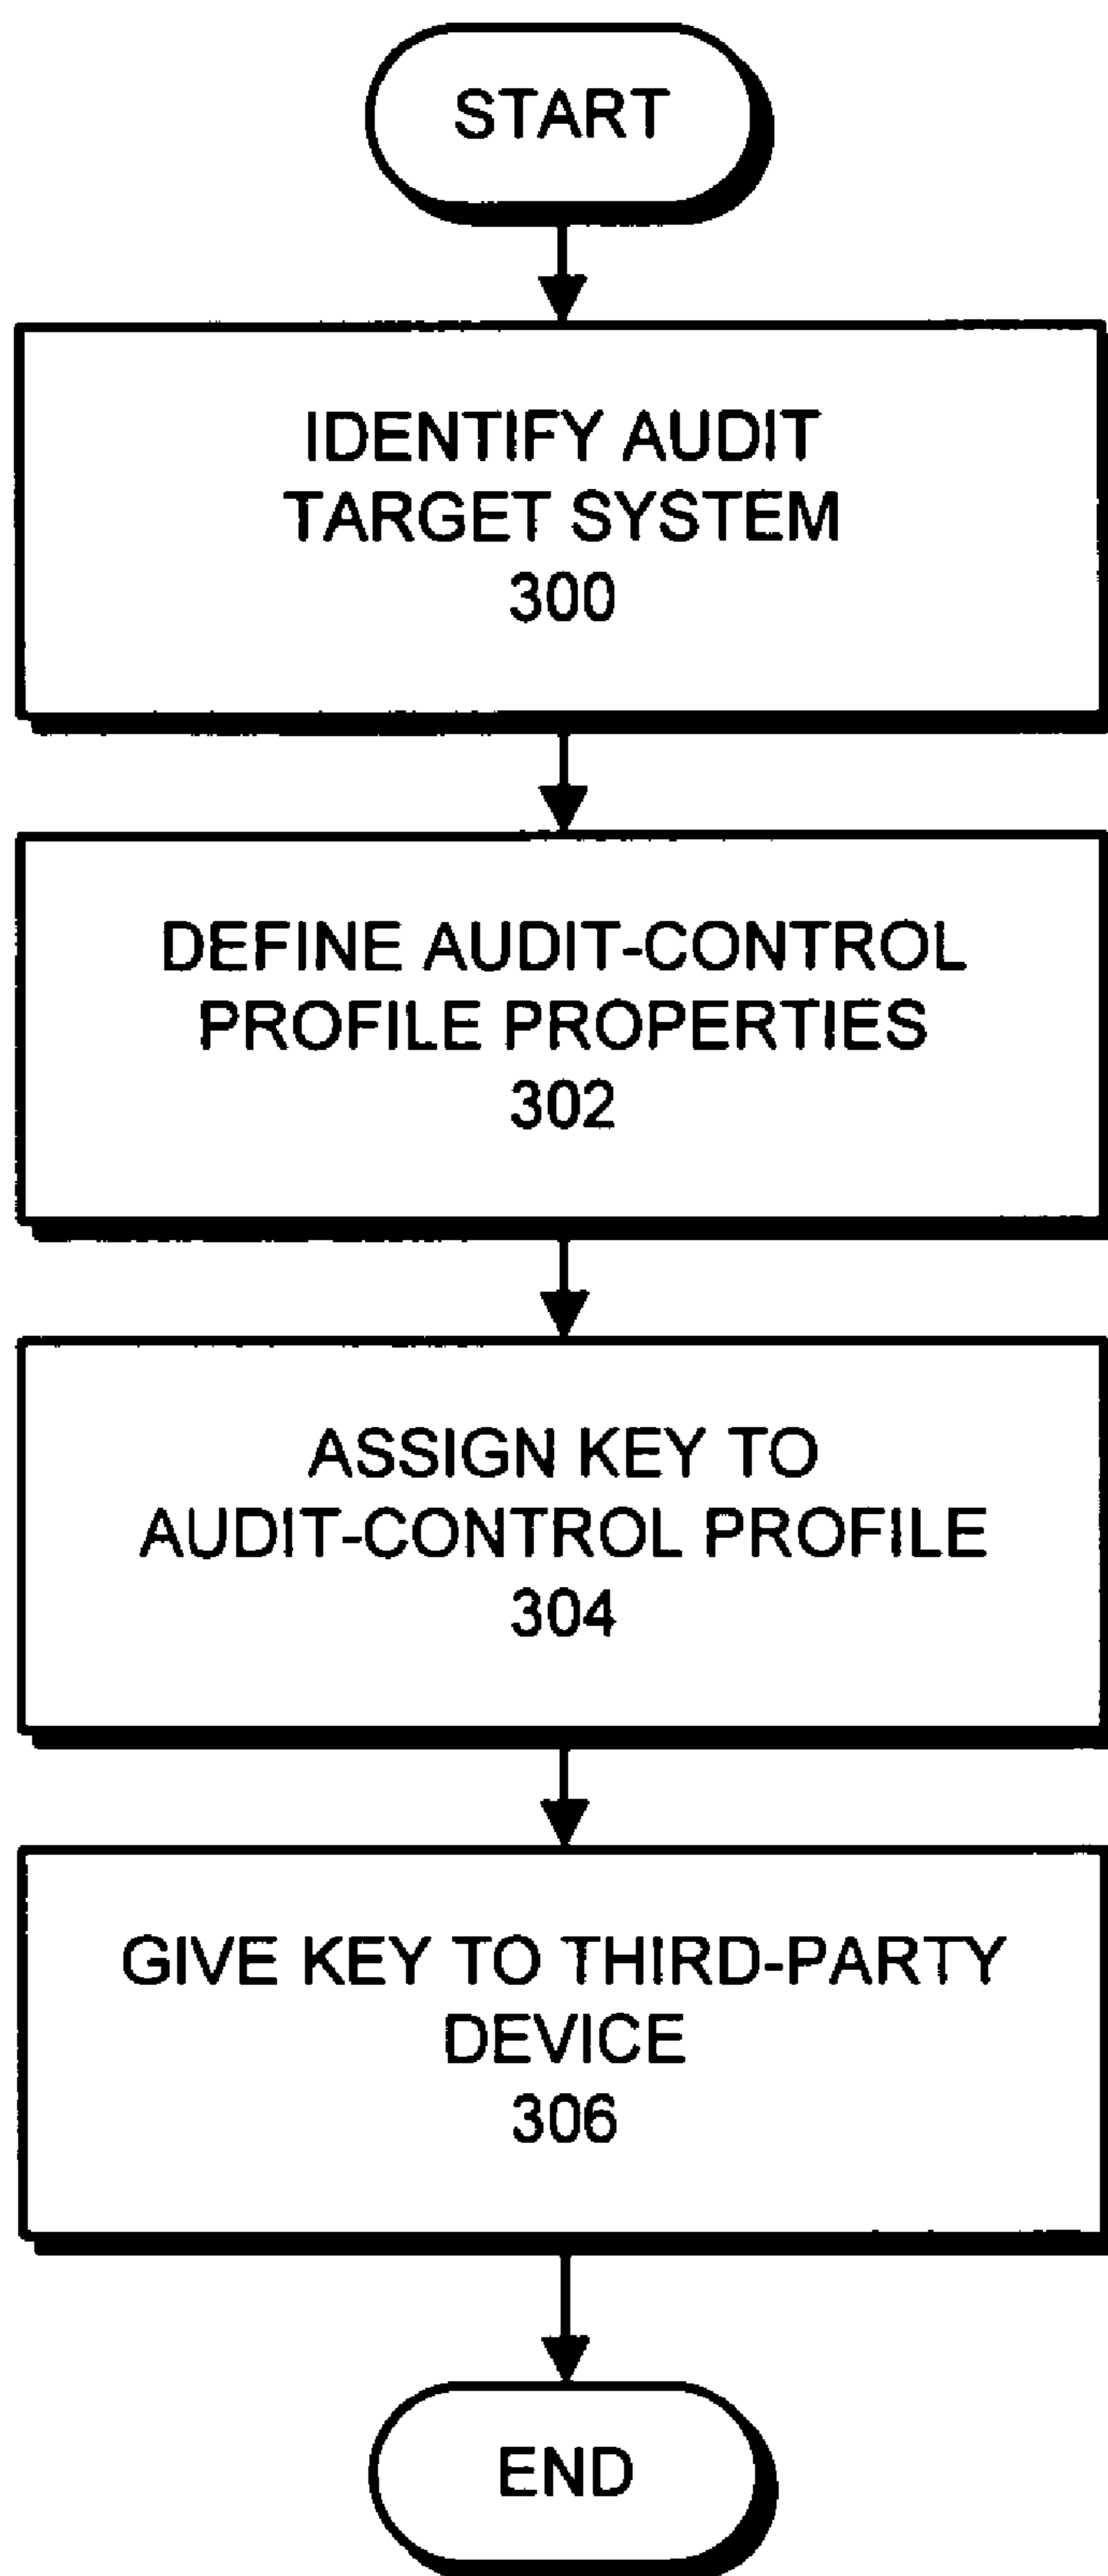 START
IDENTIFY AUDIT
TARGET SYSTEM
300
DEFINE AUDIT-CONTROL
PROFILE PROPERTIES
302
ASSIGN KEY TO
AUDIT-CONTROL PROFILE
304
GIVE KEY TO THIRD-PARTY
DEVICE
306
END